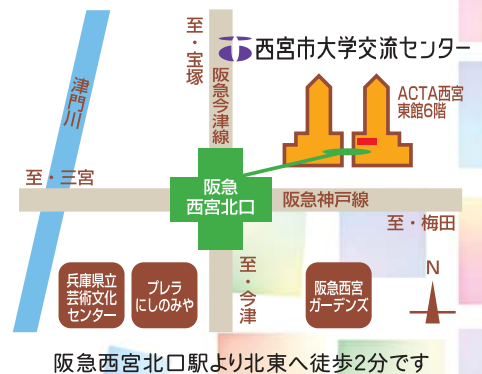 西宮市大学交流センター
至・宝塚
阪急今津線
津門川
ACTA西宮
東館6階
至・三宮
阪急
西宮北口
阪急神戸線
至・梅田
兵庫県立
芸術文化
センター
プレラ
にしのみや
至・今津
阪急西宮
ガーデンズ
N
阪急西宮北口駅より北東へ徒歩2分です